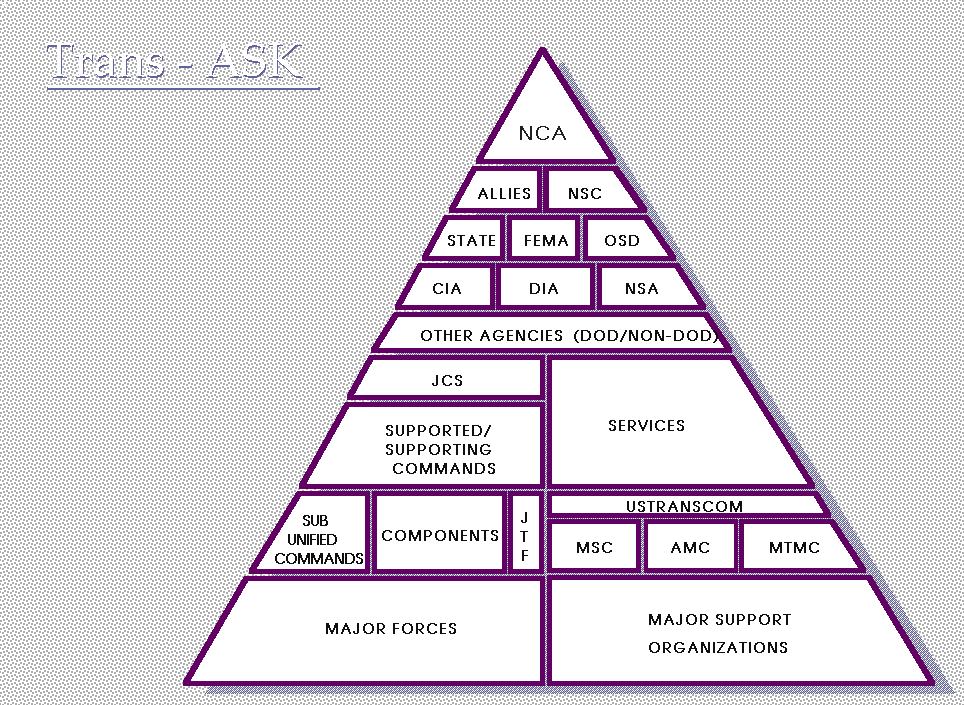 Trans - ASK
NCA
ALLIES
NSC
STATE
FEMA
OSD
CIA
DIA
NSA
OTHER AGENCIES (DOD/NON-DOD)
JCS
SERVICES
SUPPORTED/
SUPPORTING
COMMANDS
SUB
UNIFIED
COMMANDS
COMPONENTS
J
T
F
USTRANSCOM
MSC
AMC
MTMC
MAJOR FORCES
MAJOR SUPPORT
ORGANIZATIONS